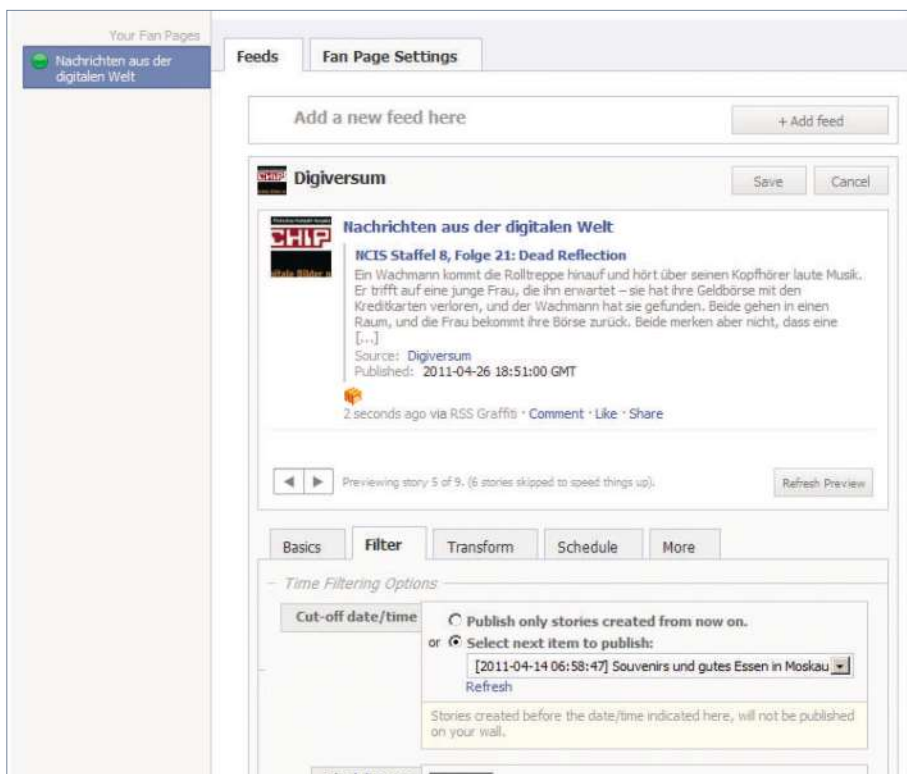 Your Fan Pages
Nachrichten aus der
digitalen Welt
Feeds
Fan Page Settings
Add a new feed here
+ Add feed
CHIP
Digiversum
Save
Cancel
CHIP
Nachrichten aus der digitalen Welt
NCIS Staffel 8, Folge 21: Dead Reflection
Ein Wachmann kommt die Rolltreppe hinauf und hört über seinen Kopfhörer laute Musik.
Er trifft auf eine junge Frau, die ihn erwartet – sie hat ihre Geldbörse mit den
Kreditkarten verloren, und der Wachmann hat sie gefunden. Beide gehen in einen
Raum, und die Frau bekommt ihre Börse zurück. Beide merken aber nicht, dass eine
[...]
Source: Digiversum
Published: 2011-04-26 18:51:00 GMT
2 seconds ago via RSS Graffiti · Comment · Like · Share
Previewing story 5 of 9. (6 stories skipped to speed things up).
Refresh Preview
Basics
Filter
Transform
Schedule
More
Time Filtering Options
Cut-off date/time
Publish only stories created from now on.
or Select next item to publish:
[2011-04-14 06:58:47] Souvenirs und gutes Essen in Moskau
Refresh
Stories created before the date/time indicated here, will not be published
on your wall.